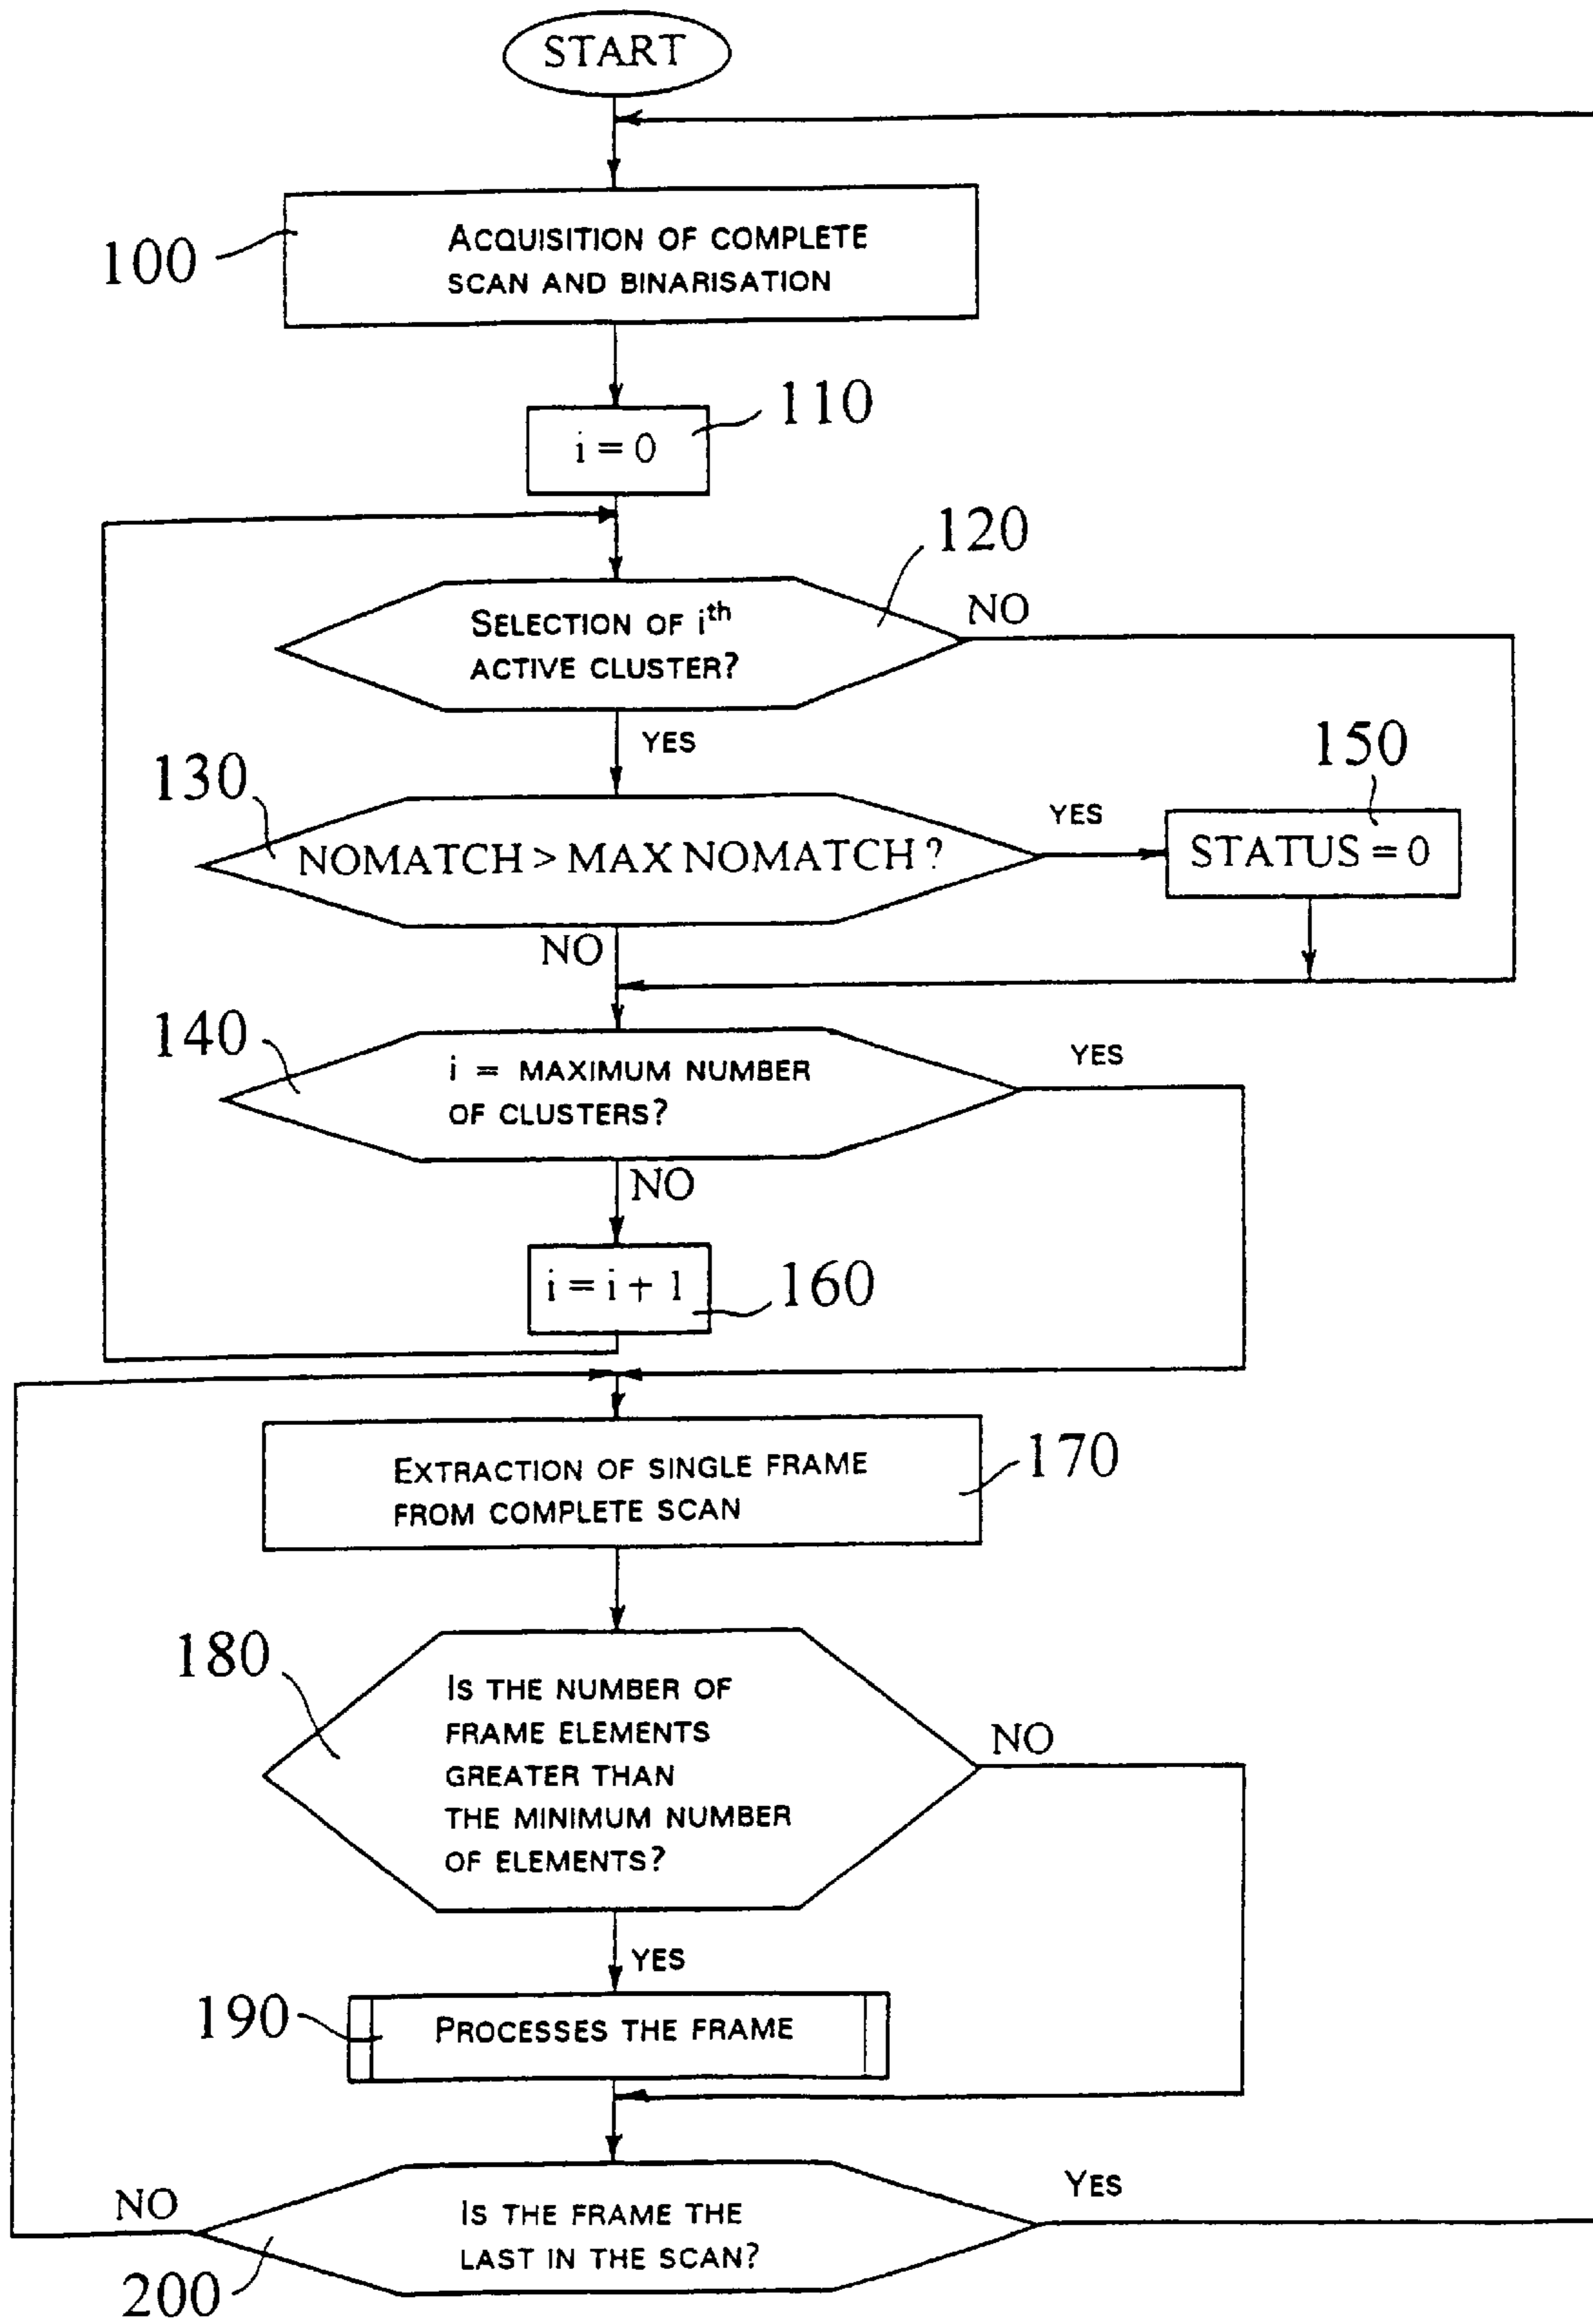 START
100
ACQUISITION OF COMPLETE
SCAN AND BINARISATION
110
i = 0
120
SELECTION OF ith
ACTIVE CLUSTER?
NO
YES
130
NOMATCH > MAX NOMATCH ?
YES
150
STATUS = 0
NO
140
i = MAXIMUM NUMBER
OF CLUSTERS?
YES
NO
i = i + 1
160
EXTRACTION OF SINGLE FRAME
FROM COMPLETE SCAN
170
180
IS THE NUMBER OF
FRAME ELEMENTS
GREATER THAN
THE MINIMUM NUMBER
OF ELEMENTS?
NO
YES
190
PROCESSES THE FRAME
NO
IS THE FRAME THE
LAST IN THE SCAN?
YES
200